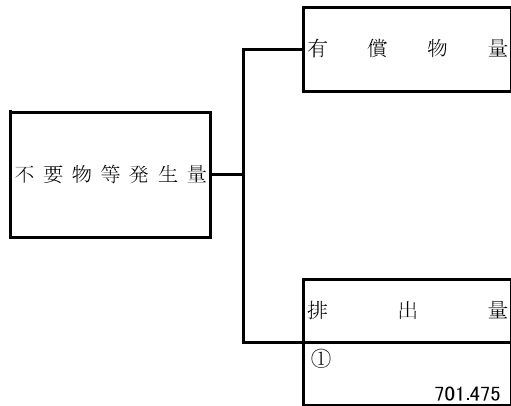 有償物量
不要物等発生量
排出量
①
701.475